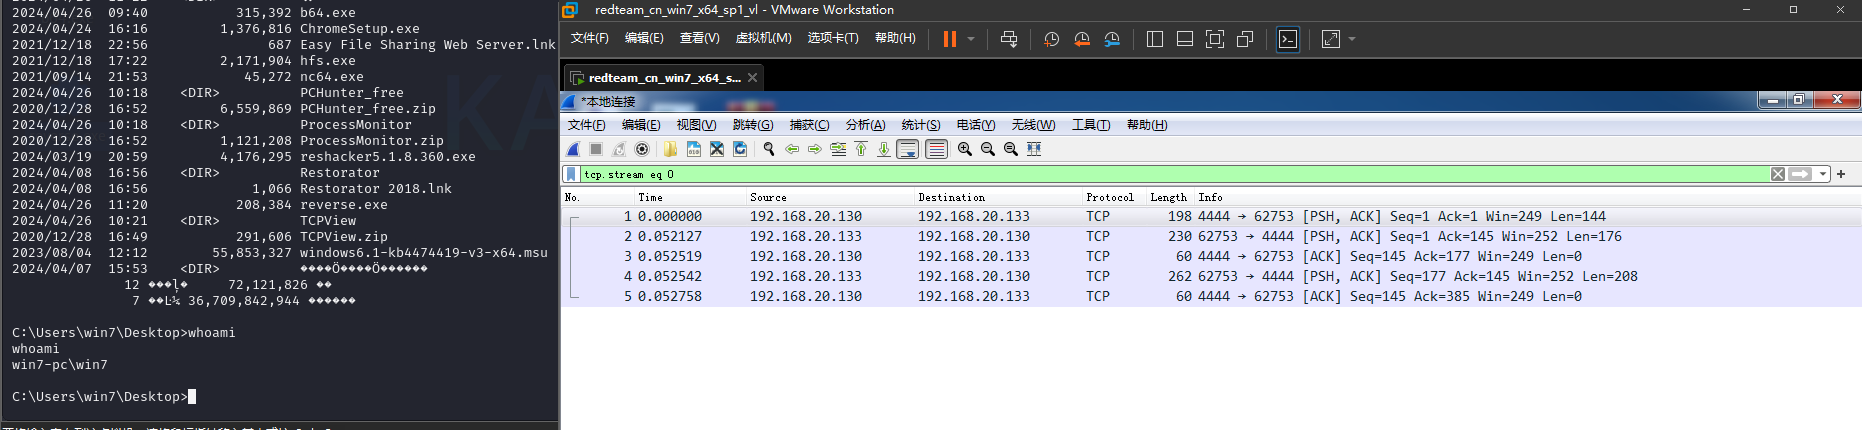 2024/04/26  09:40           315,392 b64.exe
2024/04/24  16:16         1,376,816 ChromeSetup.exe
2021/12/18  22:56               687 Easy File Sharing Web Server.lnk
2021/12/18  17:22         2,171,904 hfs.exe
2021/09/14  21:53            45,272 nc64.exe
2024/04/26  10:18    <DIR>          PCHunter_free
2020/12/28  16:52         6,559,869 PCHunter_free.zip
2024/04/26  10:18    <DIR>          ProcessMonitor
2020/12/28  16:52         1,121,208 ProcessMonitor.zip
2024/03/19  20:59         4,176,295 reshacker5.1.8.360.exe
2024/04/08  16:56    <DIR>          Restorator
2024/04/08  16:56             1,066 Restorator 2018.lnk
2024/04/26  11:20           208,384 reverse.exe
2024/04/26  10:21    <DIR>          TCPView
2020/12/28  16:49           291,606 TCPView.zip
2023/08/04  12:12        55,853,327 windows6.1-kb4474419-v3-x64.msu
2024/04/07  15:53    <DIR>          ����Ö����Ö������
12 ���ļ�     72,121,826 ��
7 ��Ŀ¼ 36,709,842,944 ������
C:\Users\win7\Desktop>whoami
whoami
win7-pc\win7
C:\Users\win7\Desktop>
redteam_cn_win7_x64_sp1_vl - VMware Workstation
文件(F) 编辑(E) 查看(V) 虚拟机(M) 选项卡(T) 帮助(H)
redteam_cn_win7_x64_s...
*本地连接
文件(F) 编辑(E) 视图(V) 跳转(G) 捕获(C) 分析(A) 统计(S) 电话(Y) 无线(W) 工具(T) 帮助(H)
tcp.stream eq 0
No. Time Source Destination Protocol Length Info
1 0.000000 192.168.20.130 192.168.20.133 TCP 198 4444 → 62753 [PSH, ACK] Seq=1 Ack=1 Win=249 Len=144
2 0.052127 192.168.20.133 192.168.20.130 TCP 230 62753 → 4444 [PSH, ACK] Seq=1 Ack=145 Win=252 Len=176
3 0.052519 192.168.20.130 192.168.20.133 TCP 60 4444 → 62753 [ACK] Seq=145 Ack=177 Win=249 Len=0
4 0.052542 192.168.20.133 192.168.20.130 TCP 262 62753 → 4444 [PSH, ACK] Seq=177 Ack=145 Win=252 Len=208
5 0.052758 192.168.20.130 192.168.20.133 TCP 60 4444 → 62753 [ACK] Seq=145 Ack=385 Win=249 Len=0